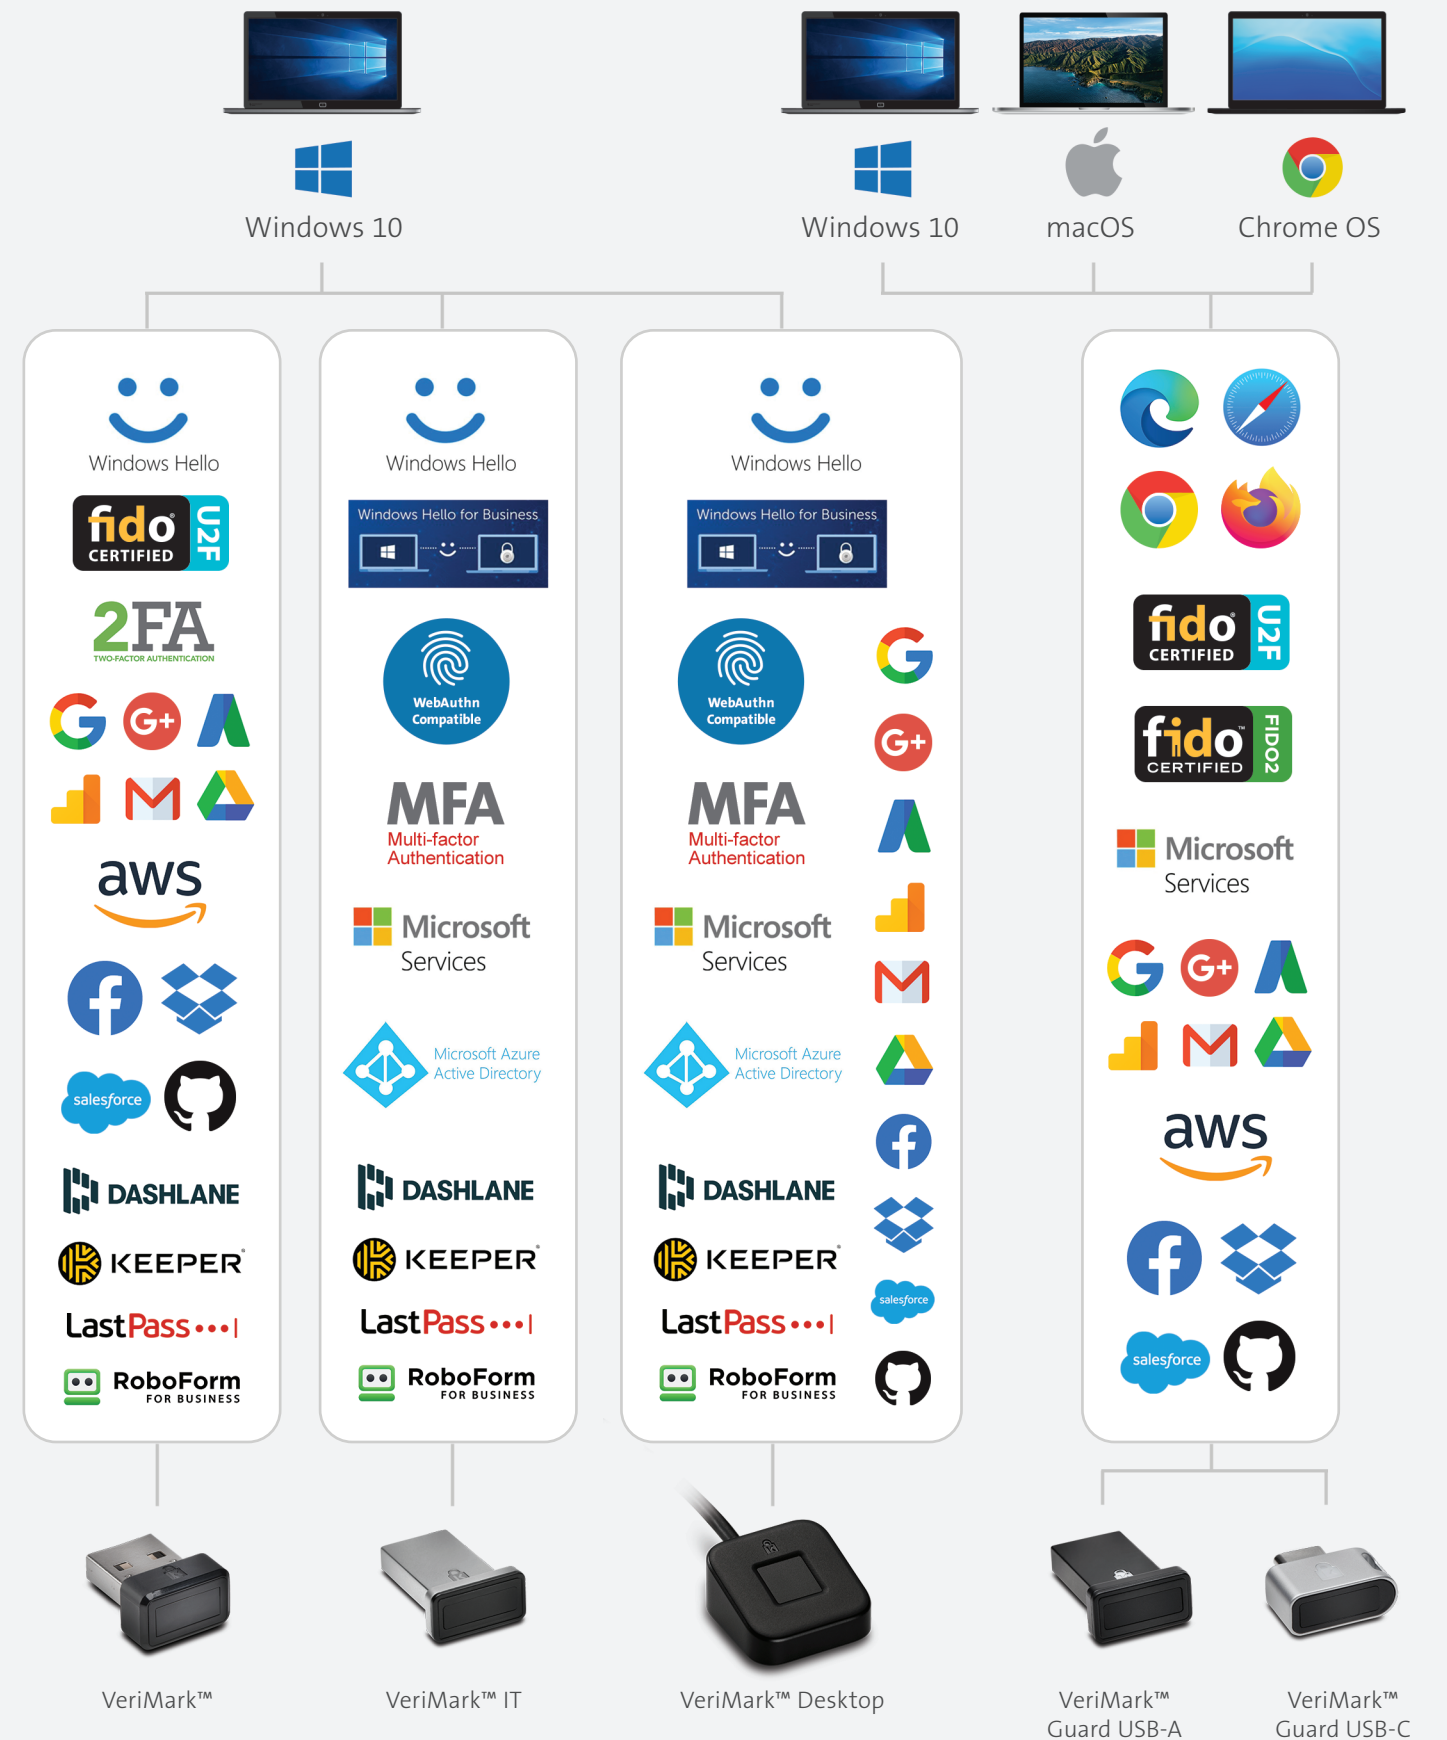 Windows 10
Windows 10
macOS
Chrome OS
Windows Hello
fido®
CERTIFIED
U2F
2FA
TWO-FACTOR AUTHENTICATION
G+
aws
salesforce
DASHLANE
KEEPER®
LastPass
RoboForm
FOR BUSINESS
Windows Hello
Windows Hello for Business
WebAuthn
Compatible
MFA
Multi-factor
Authentication
Microsoft
Services
Microsoft Azure
Active Directory
DASHLANE
KEEPER®
LastPass
RoboForm
FOR BUSINESS
Windows Hello
Windows Hello for Business
WebAuthn
Compatible
MFA
Multi-factor
Authentication
Microsoft
Services
Microsoft Azure
Active Directory
DASHLANE
KEEPER®
LastPass
RoboForm
FOR BUSINESS
G+
salesforce
fido®
CERTIFIED
U2F
fido™
CERTIFIED
FIDO2
Microsoft
Services
G+
aws
salesforce
VeriMark™
VeriMark™ IT
VeriMark™ Desktop
VeriMark™
Guard USB-A
VeriMark™
Guard USB-C